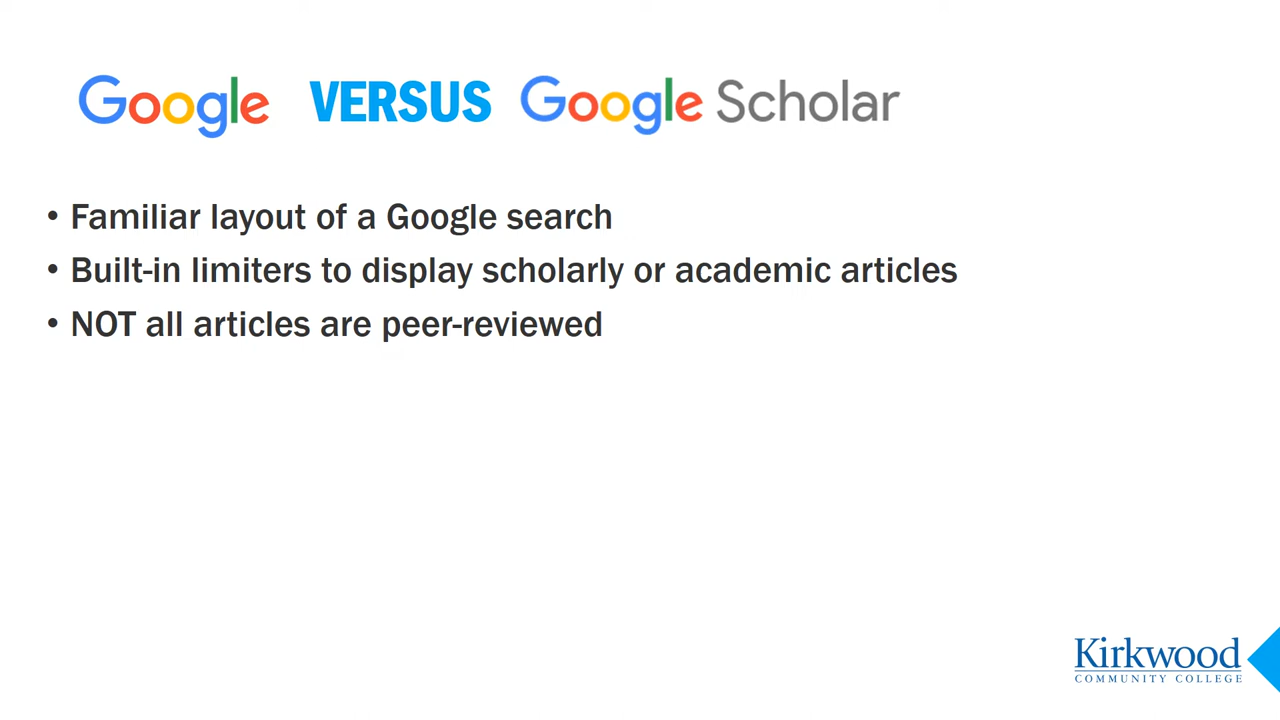 Google VERSUS Google Scholar
• Familiar layout of a Google search
• Built-in limiters to display scholarly or academic articles
• NOT all articles are peer-reviewed
Kirkwood
COMMUNITY COLLEGE